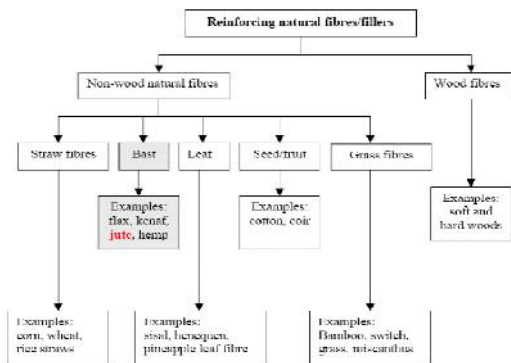 Reinforcing natural fibres/fillers
Non-wood natural fibres
Wood fibres
Straw fibres
Bast
Leaf
Seed/fruit
Grass fibres
Examples:
flax, kenaf,
jute, hemp
Examples:
cotton, coir
Examples:
soft and
hard woods
Examples:
corn, wheat,
rice straws
Examples:
sisal, henequen,
pineapple leaf fibre
Examples:
Bamboo, switch
grass, miscanthus